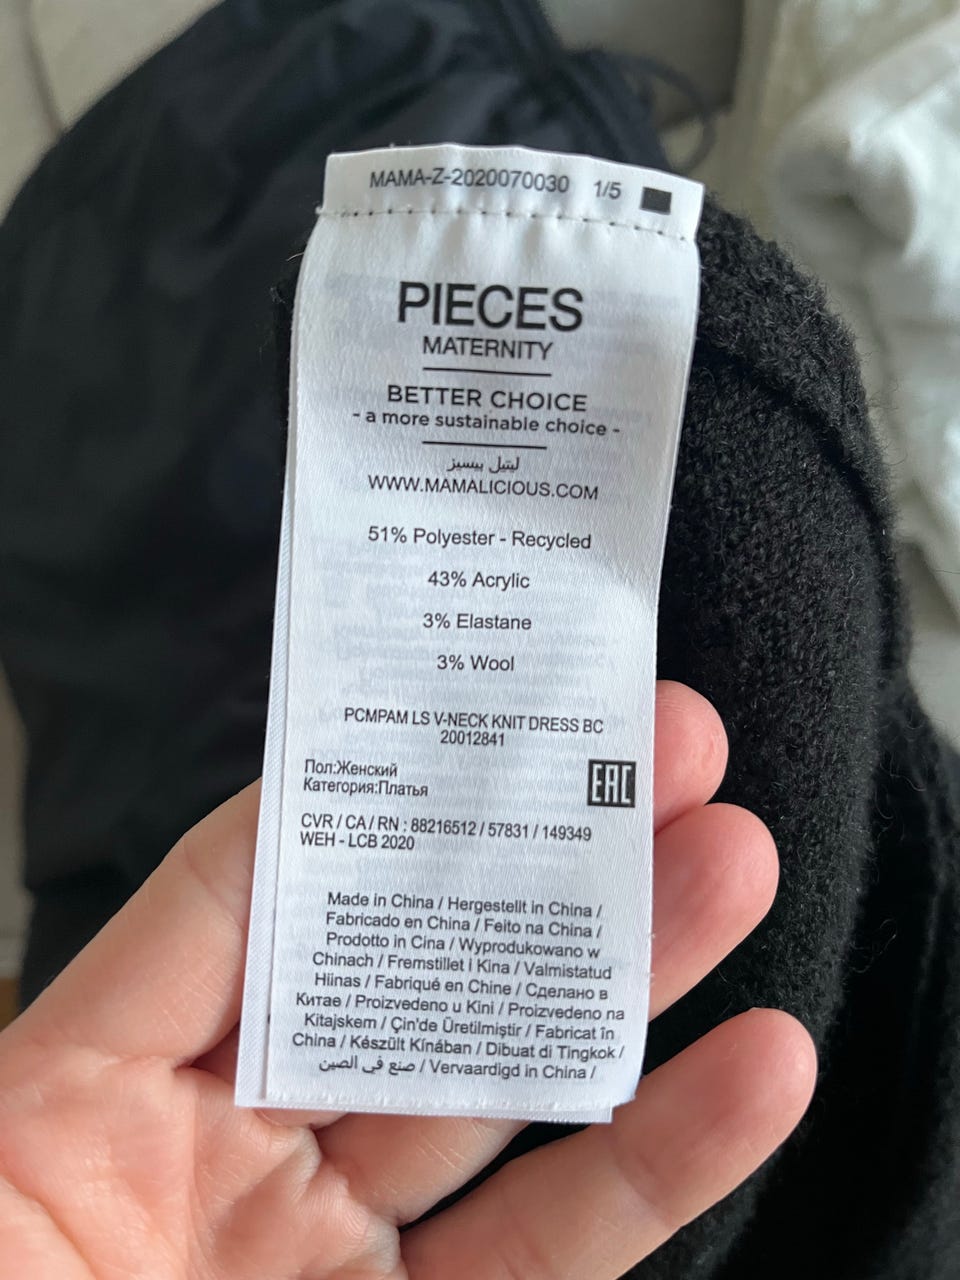 MAMA-Z-2020070030 1/5
PIECES
MATERNITY
BETTER CHOICE
- a more sustainable choice -
ليتيل بيسيز
WWW.MAMALICIOUS.COM
51% Polyester - Recycled
43% Acrylic
3% Elastane
3% Wool
PCMPAM LS V-NECK KNIT DRESS BC
20012841
Пол:Женский
Категория:Платья
EAC
CVR / CA / RN : 88216512 / 57831 / 149349
WEH - LCB 2020
Made in China / Hergestellt in China /
Fabricado en China / Feito na China /
Prodotto in Cina / Wyprodukowano w
Chinach / Fremstillet i Kina / Valmistatud
Hiinas / Fabriqué en Chine / Сделано в
Китае / Proizvedeno u Kini / Proizvedeno na
Kitajskem / Çin'de Üretilmiştir / Fabricat în
China / Készült Kínában / Dibuat di Tingkok /
صنع في الصين / Vervaardigd in China /